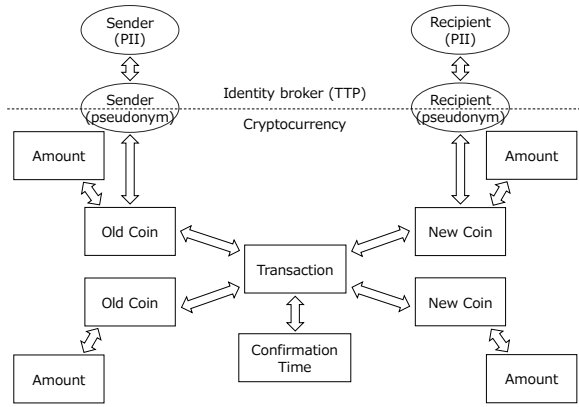 Sender
(PII)
Recipient
(PII)
Identity broker (TTP)
Sender
(pseudonym)
Recipient
(pseudonym)
Cryptocurrency
Amount
Amount
Old Coin
New Coin
Transaction
Old Coin
New Coin
Confirmation
Time
Amount
Amount